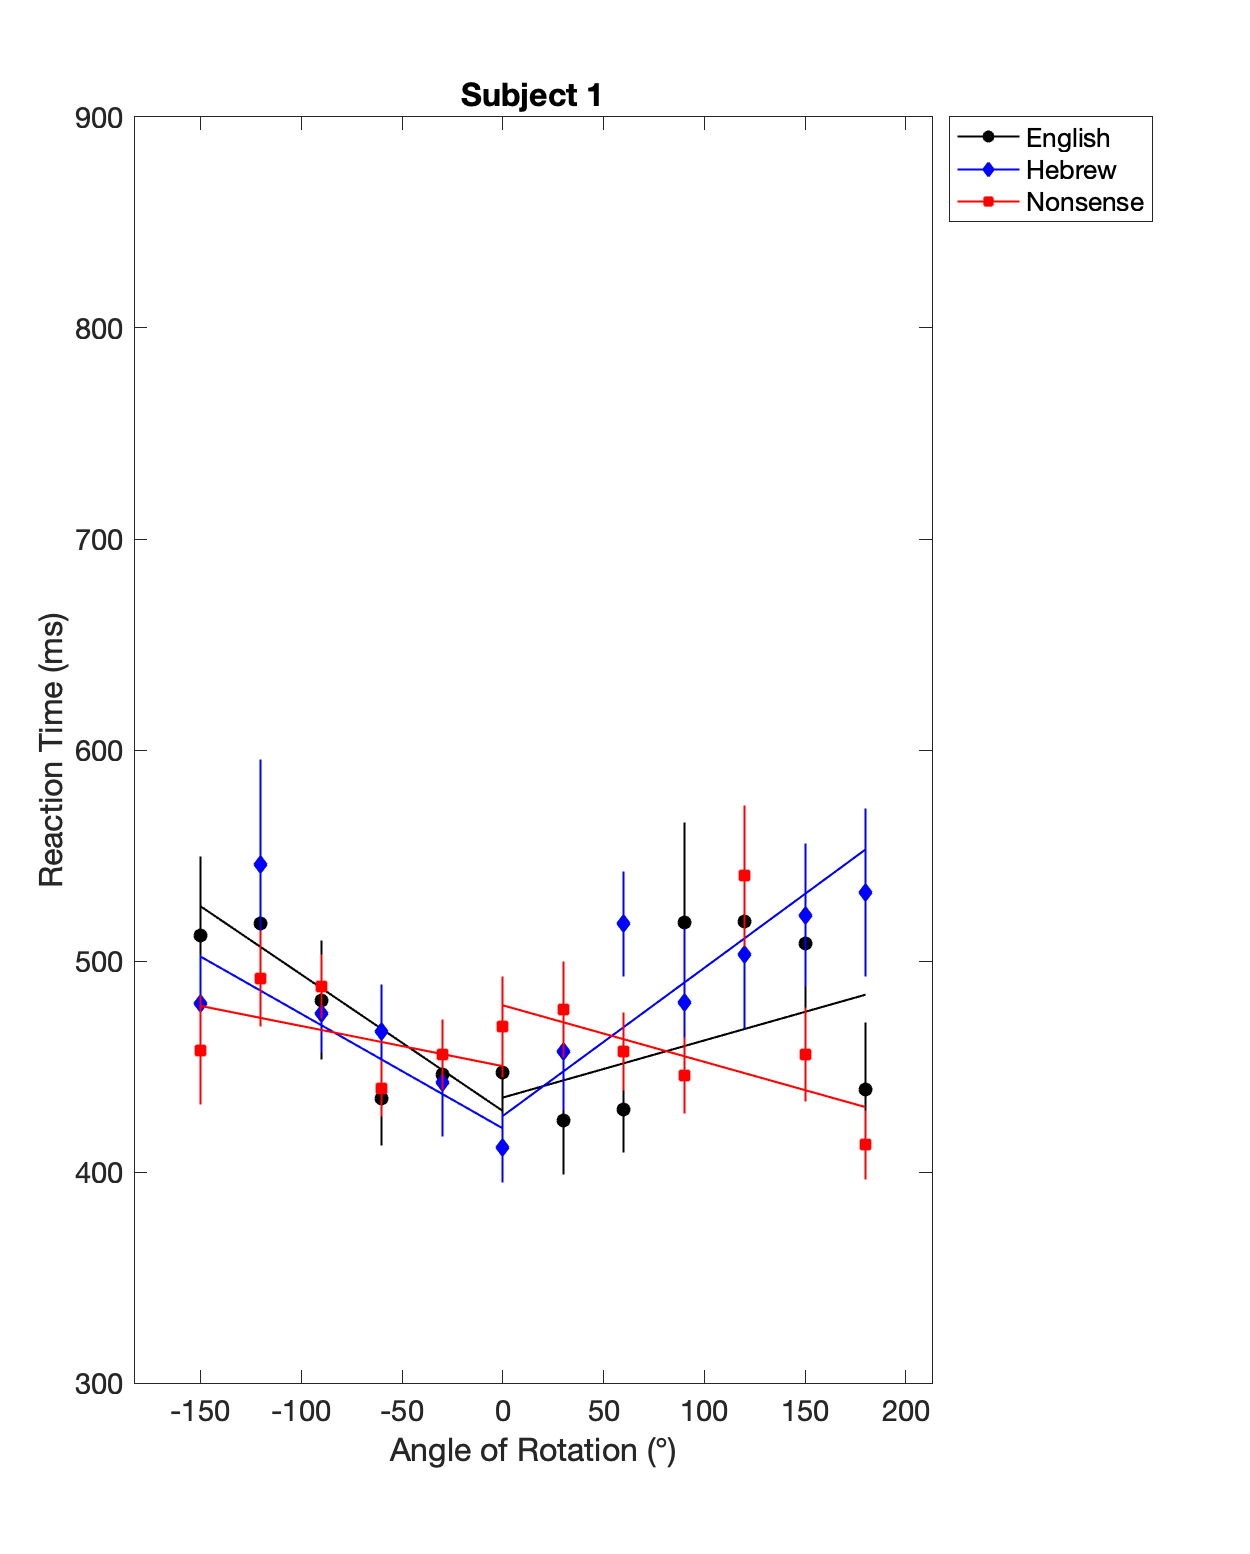 Subject 1
900
800
700
600
500
400
300
Reaction Time (ms)
-150 -100 -50 0 50 100 150 200
Angle of Rotation (°)
English
Hebrew
Nonsense